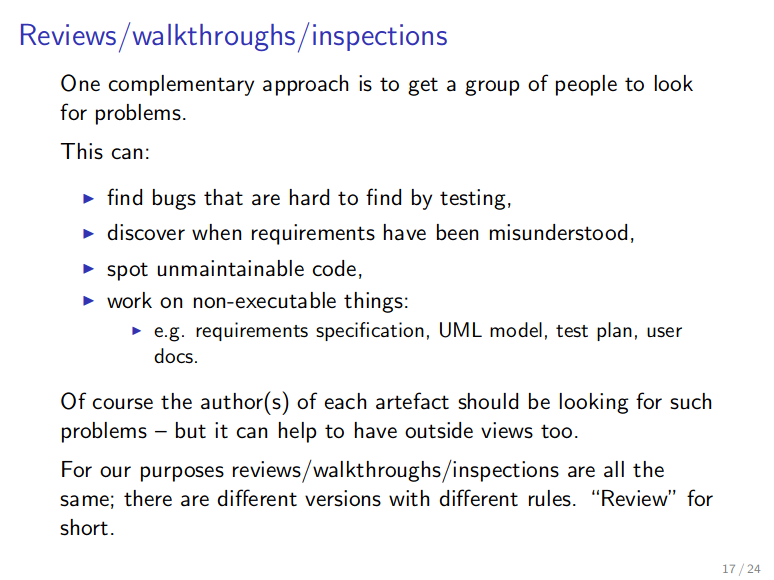 Reviews/walkthroughs/inspections
One complementary approach is to get a group of people to look
for problems.
This can:
▶ find bugs that are hard to find by testing,
▶ discover when requirements have been misunderstood,
▶ spot unmaintainable code,
▶ work on non-executable things:
▶ e.g. requirements specification, UML model, test plan, user
docs.
Of course the author(s) of each artefact should be looking for such
problems – but it can help to have outside views too.
For our purposes reviews/walkthroughs/inspections are all the
same; there are different versions with different rules. “Review” for
short.
17 / 24